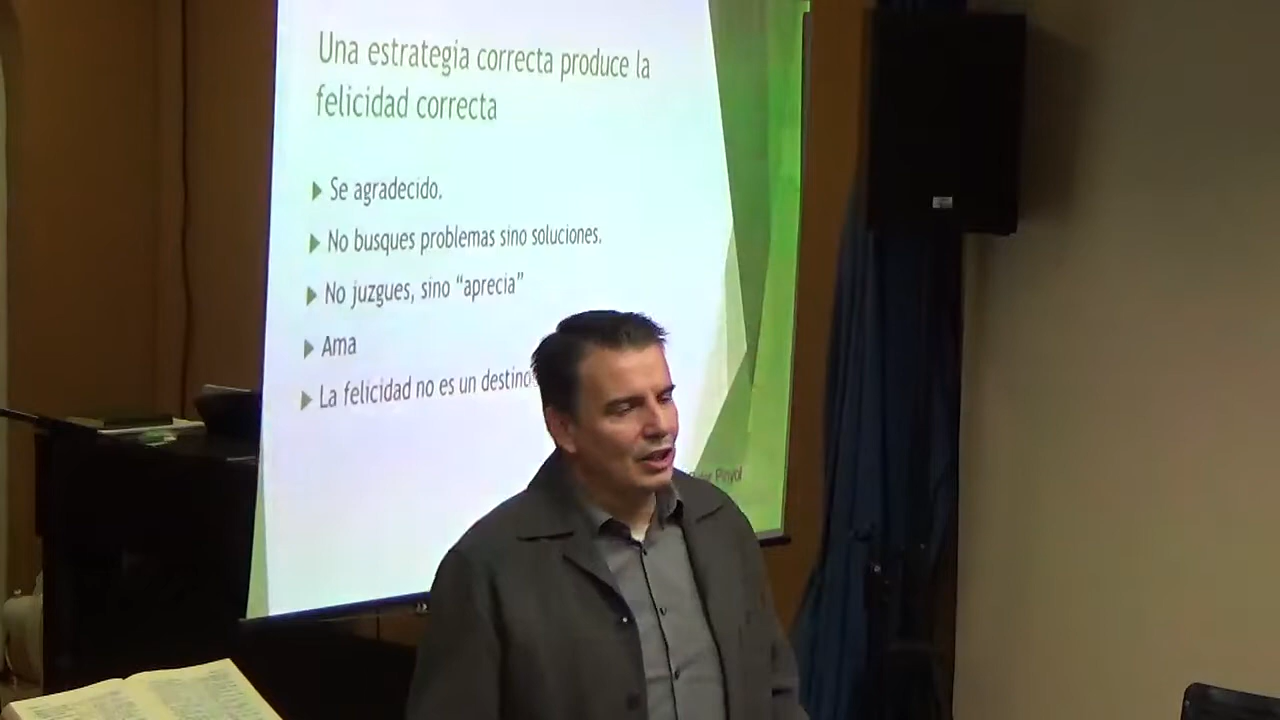 Una estrategia correcta produce la
felicidad correcta
Se agradecido.
No busques problemas sino soluciones.
No juzgues, sino “aprecia”
Ama
La felicidad no es un destino
Pinyol